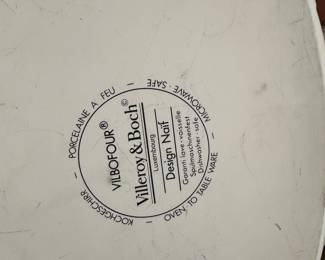 PORCELAINE A FEU - MICROWAVE-SAFE - OVEN TO TABLE WARE - KOCHGESCHIRR -
VILBOFOUR®
Villeroy & Boch©
Luxembourg
Design Naif
Garanti lave-vaisselle
Spülmaschinenfest
Dishwasher-safe